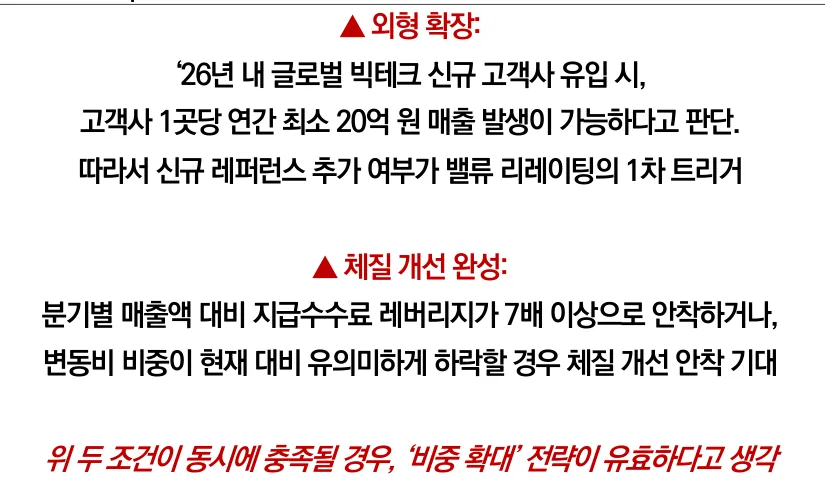 ▲ 외형 확장:
‘26년 내 글로벌 빅테크 신규 고객사 유입 시,
고객사 1곳당 연간 최소 20억 원 매출 발생이 가능하다고 판단.
따라서 신규 레퍼런스 추가 여부가 밸류 리레이팅의 1차 트리거
▲ 체질 개선 완성:
분기별 매출액 대비 지급수수료 레버리지가 7배 이상으로 안착하거나,
변동비 비중이 현재 대비 유의미하게 하락할 경우 체질 개선 안착 기대
위 두 조건이 동시에 충족될 경우, ‘비중 확대’ 전략이 유효하다고 생각